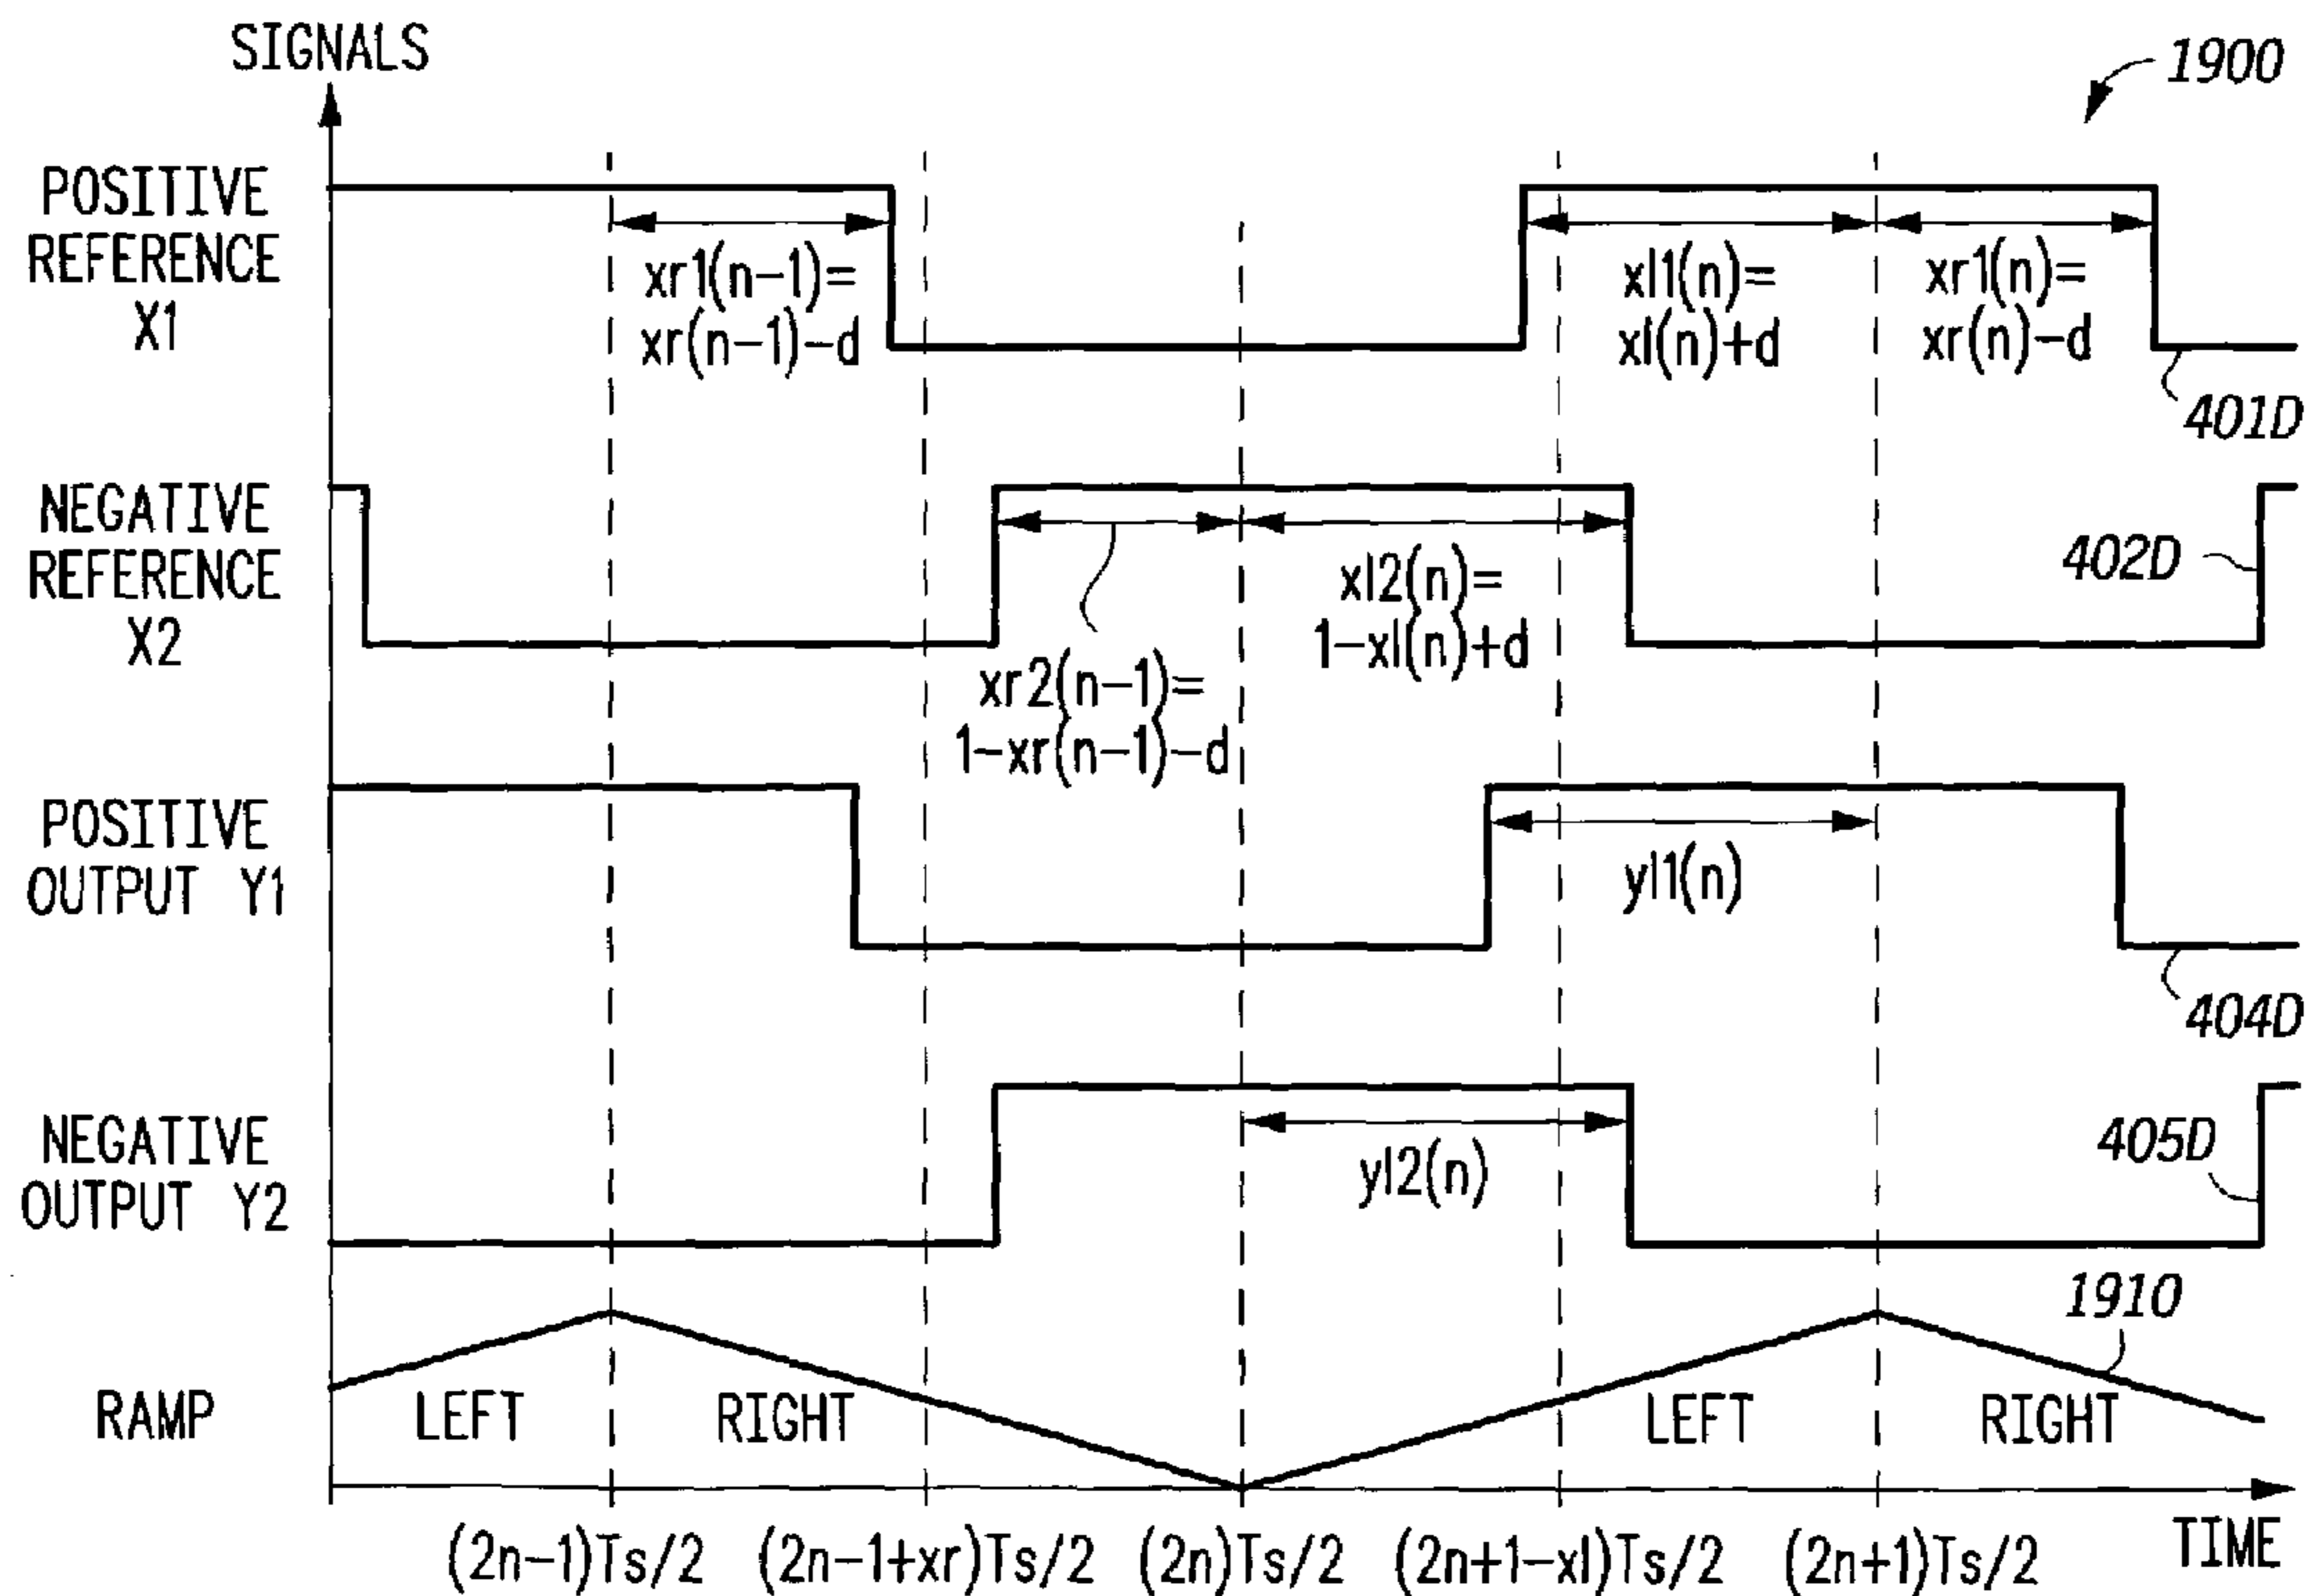 SIGNALS
1900
POSITIVE
REFERENCE
X1
xr1(n-1)=
xr(n-1)-d
xl1(n)=
xl(n)+d
xr1(n)=
xr(n)-d
401D
NEGATIVE
REFERENCE
X2
402D
xl2(n)=
1-xl(n)+d
xr2(n-1)=
1-xr(n-1)-d
POSITIVE
OUTPUT Y1
yl1(n)
404D
NEGATIVE
OUTPUT Y2
yl2(n)
405D
1910
RAMP
LEFT
RIGHT
LEFT
RIGHT
(2n-1)Ts/2
(2n-1+xr)Ts/2
(2n)Ts/2
(2n+1-xl)Ts/2
(2n+1)Ts/2
TIME